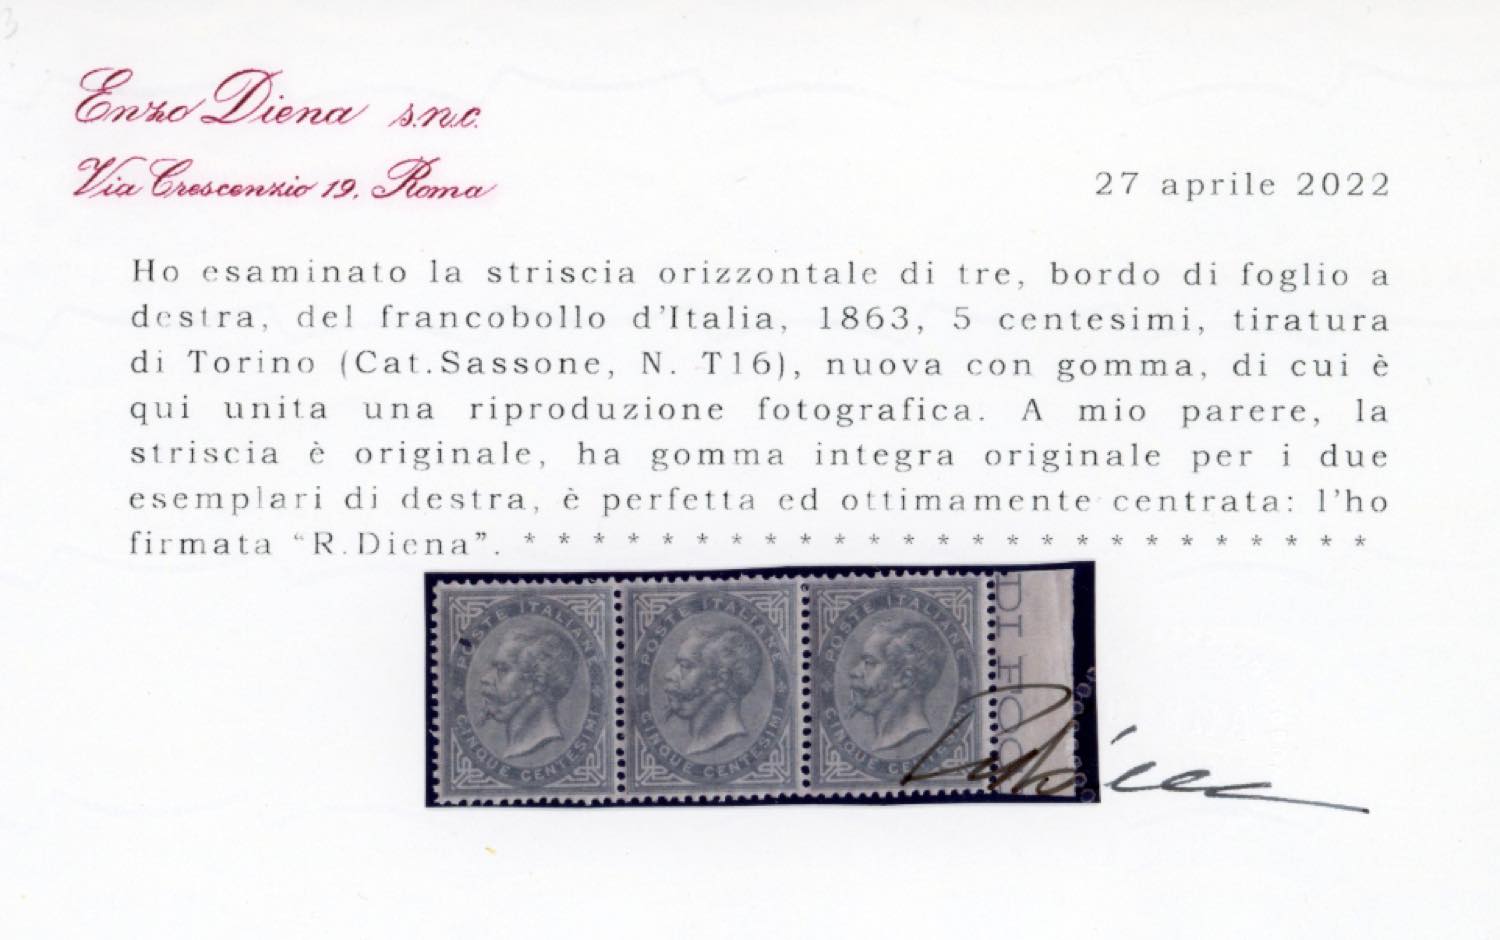 Enzo Diena s.n.c.
Via Crescenzio 19, Roma
27 aprile 2022
Ho esaminato la striscia orizzontale di tre, bordo di foglio a
destra, del francobollo d'Italia, 1863, 5 centesimi, tiratura
di Torino (Cat.Sassone, N. T16), nuova con gomma, di cui è
qui unita una riproduzione fotografica. A mio parere, la
striscia è originale, ha gomma integra originale per i due
esemplari di destra, è perfetta ed ottimamente centrata: l'ho
firmata “R.Diena”. * * * * * * * * * * * * * * * * * * * * * * * * *
POSTE ITALIANE POSTE ITALIANE POSTE ITALIANE
CINQUE CENTESIMI CINQUE CENTESIMI CINQUE CENTESIMI
DI